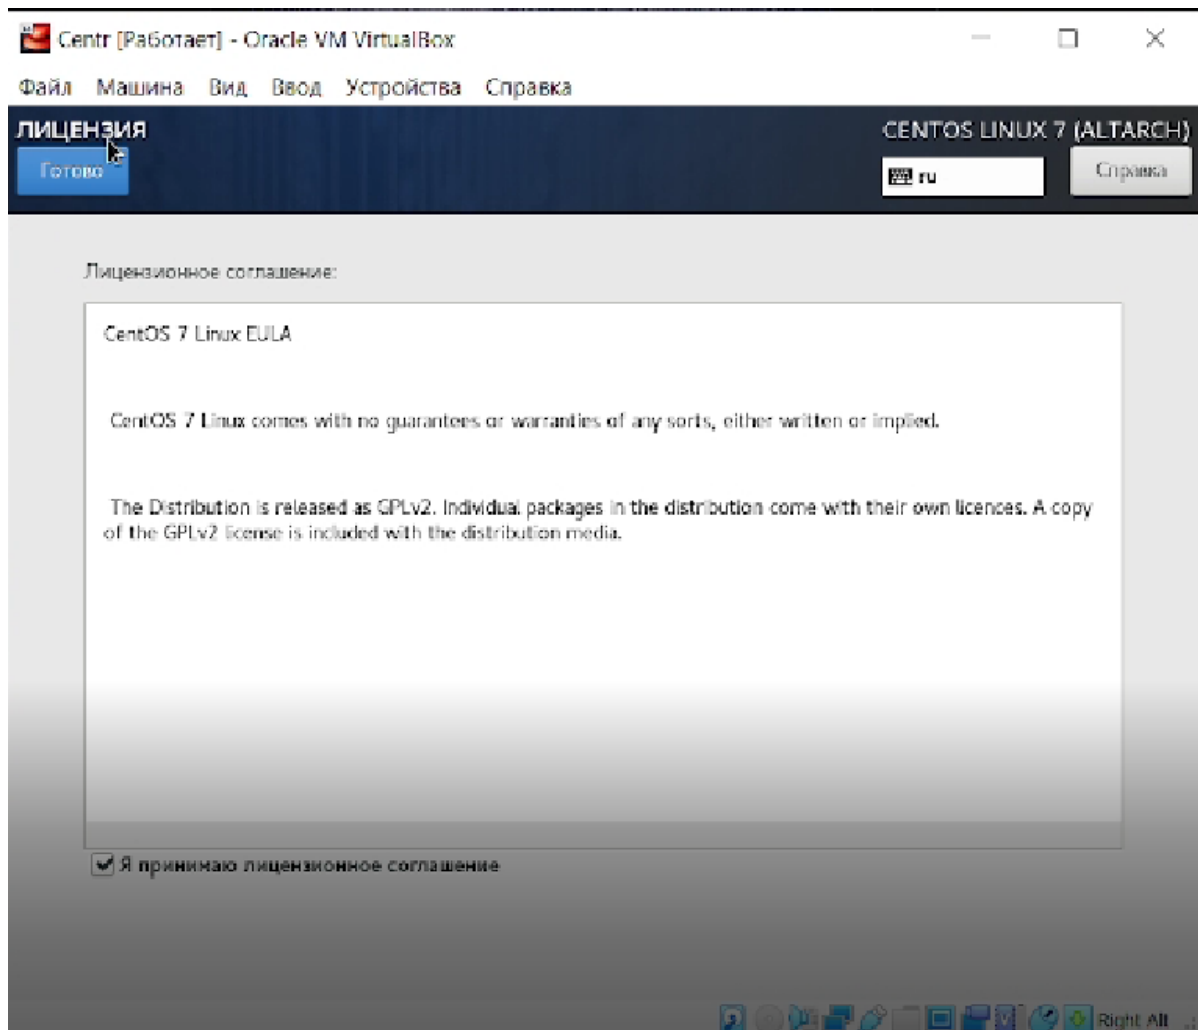 Centr [Работает] - Oracle VM VirtualBox
Файл Машина Вид Ввод Устройства Справка
ЛИЦЕНЗИЯ
CENTOS LINUX 7 (ALTARCH)
Готово
ru
Справка
Лицензионное соглашение:
CentOS 7 Linux EULA
CentOS 7 Linux comes with no guarantees or warranties of any sorts, either written or implied.
The Distribution is released as GPLv2. Individual packages in the distribution come with their own licences. A copy
of the GPLv2 license is included with the distribution media.
Я принимаю лицензионное соглашение
Right Alt